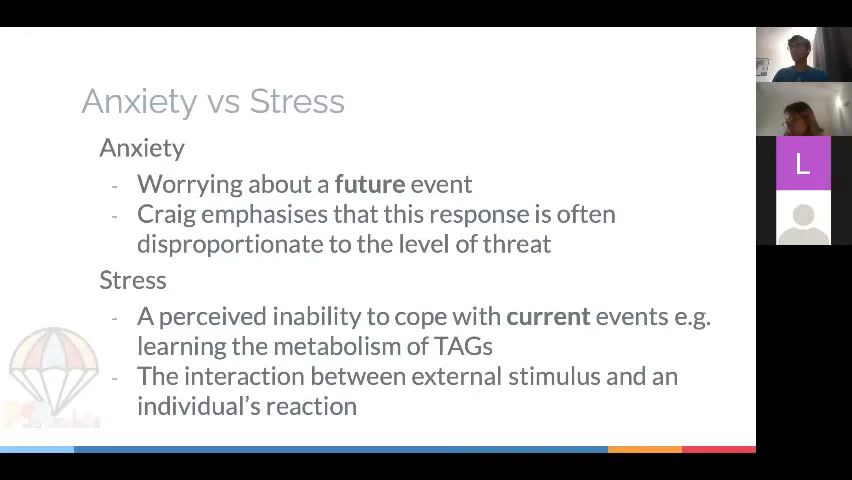 Anxiety vs Stress
Anxiety
- Worrying about a future event
- Craig emphasises that this response is often
disproportionate to the level of threat
Stress
- A perceived inability to cope with current events e.g.
learning the metabolism of TAGs
- The interaction between external stimulus and an
individual's reaction
L